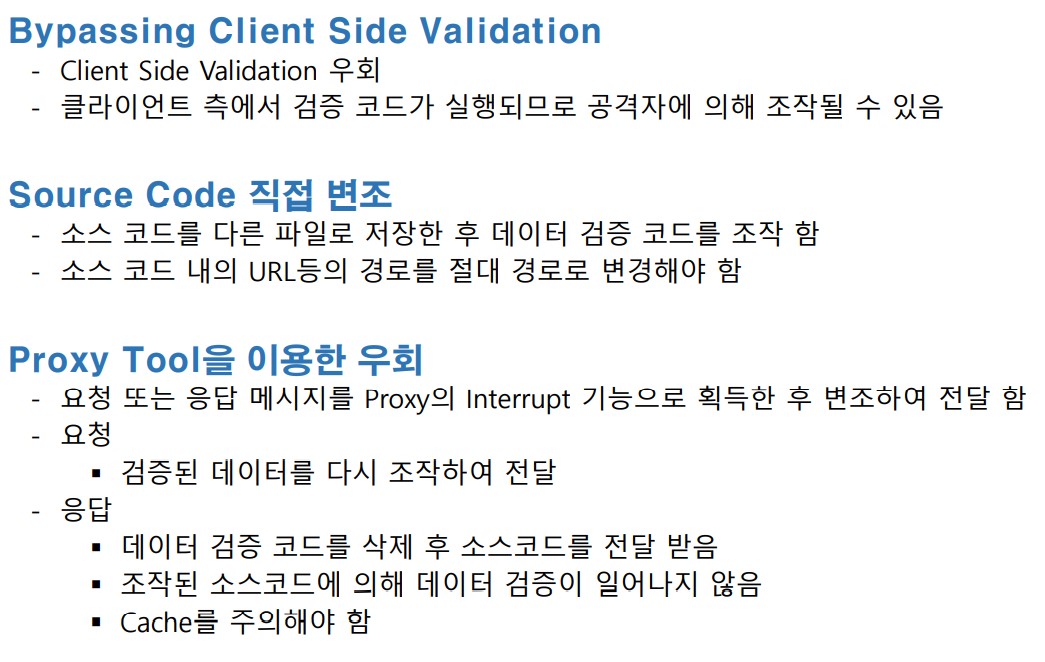 Bypassing Client Side Validation
- Client Side Validation 우회
- 클라이언트 측에서 검증 코드가 실행되므로 공격자에 의해 조작될 수 있음
Source Code 직접 변조
- 소스 코드를 다른 파일로 저장한 후 데이터 검증 코드를 조작 함
- 소스 코드 내의 URL등의 경로를 절대 경로로 변경해야 함
Proxy Tool을 이용한 우회
- 요청 또는 응답 메시지를 Proxy의 Interrupt 기능으로 획득한 후 변조하여 전달 함
- 요청
▪ 검증된 데이터를 다시 조작하여 전달
- 응답
▪ 데이터 검증 코드를 삭제 후 소스코드를 전달 받음
▪ 조작된 소스코드에 의해 데이터 검증이 일어나지 않음
▪ Cache를 주의해야 함